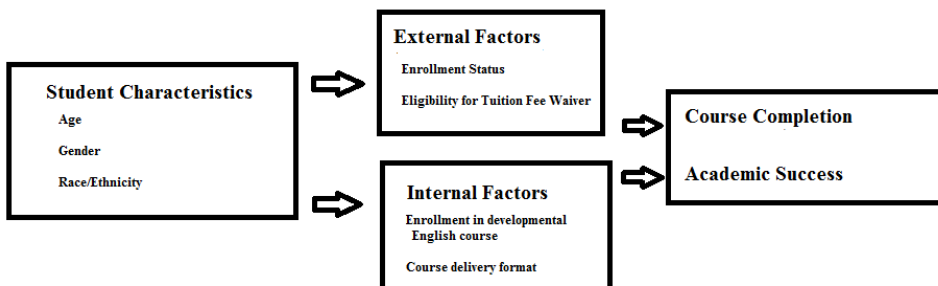 Student Characteristics
Age
Gender
Race/Ethnicity
External Factors
Enrollment Status
Eligibility for Tuition Fee Waiver
Internal Factors
Enrollment in developmental
English course
Course delivery format
Course Completion
Academic Success